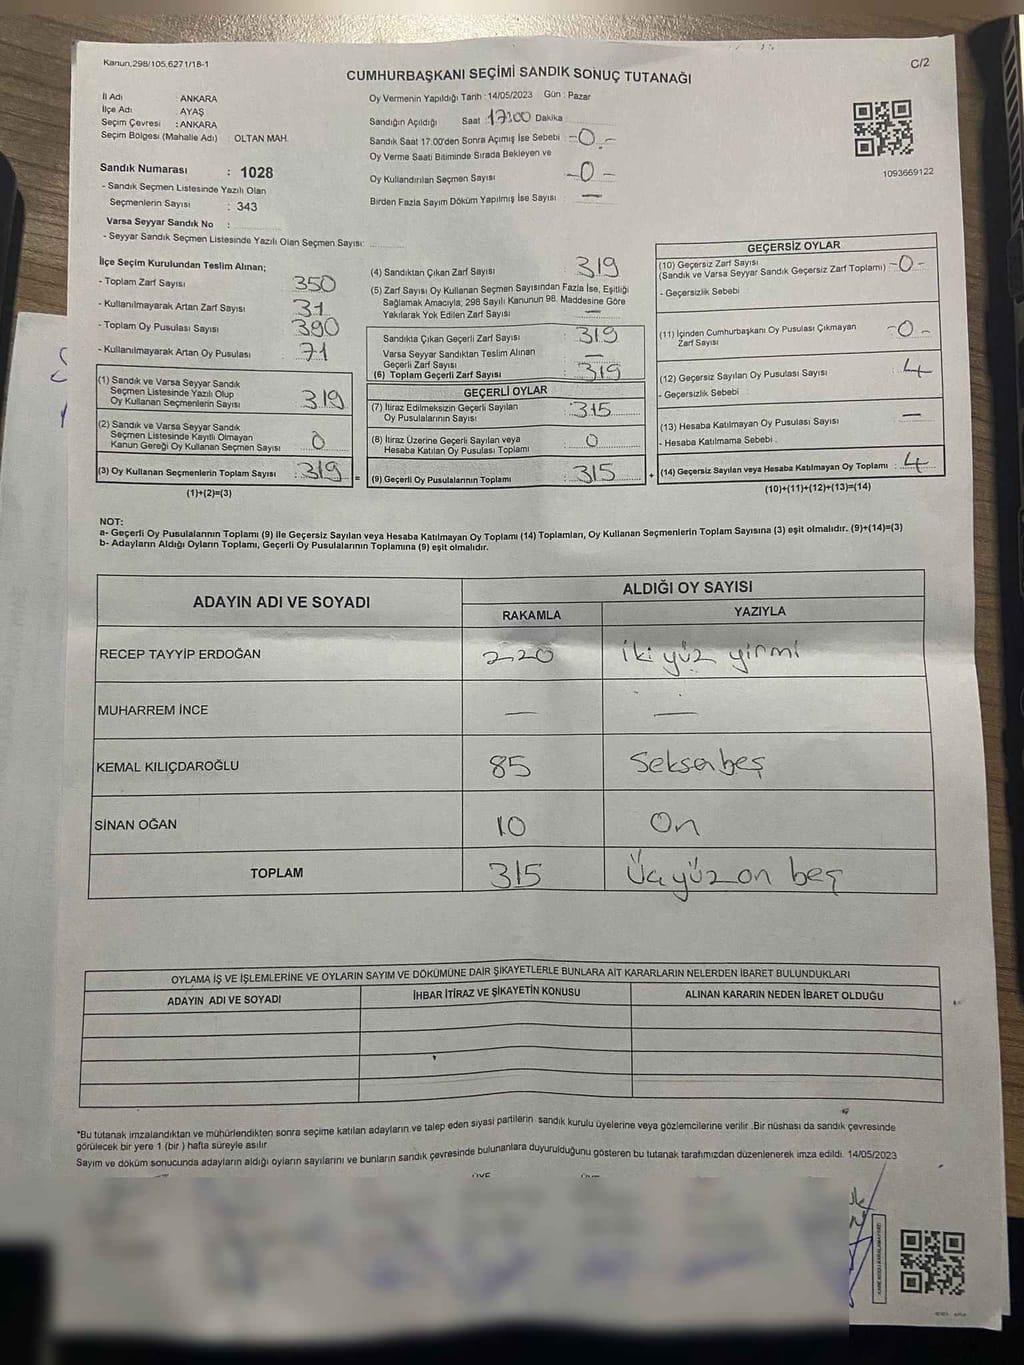 Kanun,298/105,6271/18-1
C/2
CUMHURBAŞKANI SEÇİMİ SANDIK SONUÇ TUTANAĞI
İl Adı : ANKARA
İlçe Adı : AYAŞ
Seçim Çevresi : ANKARA
Seçim Bölgesi (Mahalle Adı) OLTAN MAH.
Sandık Numarası : 1028
- Sandık Seçmen Listesinde Yazılı Olan
Seçmenlerin Sayısı : 343
Varsa Seyyar Sandık No :
- Seyyar Sandık Seçmen Listesinde Yazılı Olan Seçmen Sayısı:
Oy Vermenin Yapıldığı Tarih : 14/05/2023 Gün : Pazar
Sandığın Açıldığı Saat 17:00 Dakika
Sandık Saat 17:00'den Sonra Açımış İse Sebebi -0.-
Oy Verme Saati Bitiminde Sırada Bekleyen ve
Oy Kullandırılan Seçmen Sayısı -0-
Birden Fazla Sayım Döküm Yapılmış İse Sayısı : —
1093669122
İlçe Seçim Kurulundan Teslim Alınan;
- Toplam Zarf Sayısı 350
- Kullanılmayarak Artan Zarf Sayısı 31
- Toplam Oy Pusulası Sayısı 390
- Kullanılmayarak Artan Oy Pusulası 71
(1) Sandık ve Varsa Seyyar Sandık
Seçmen Listesinde Yazılı Olup
Oy Kullanan Seçmenlerin Sayısı 319
(2) Sandık ve Varsa Seyyar Sandık
Seçmen Listesinde Kayıtlı Olmayan
Kanun Gereği Oy Kullanan Seçmen Sayısı 0
(3) Oy Kullanan Seçmenlerin Toplam Sayısı : 319 =
(1)+(2)=(3)
(4) Sandıktan Çıkan Zarf Sayısı : 319
(5) Zarf Sayısı Oy Kullanan Seçmen Sayısından Fazla İse, Eşitliği
Sağlamak Amacıyla; 298 Sayılı Kanunun 98. Maddesine Göre
Yakılarak Yok Edilen Zarf Sayısı : —
Sandıkta Çıkan Geçerli Zarf Sayısı : 319
Varsa Seyyar Sandıktan Teslim Alınan
Geçerli Zarf Sayısı : —
(6) Toplam Geçerli Zarf Sayısı : 319
GEÇERLİ OYLAR
(7) İtiraz Edilmeksizin Geçerli Sayılan
Oy Pusulalarının Sayısı : 315
(8) İtiraz Üzerine Geçerli Sayılan veya
Hesaba Katılan Oy Pusulası Toplamı : 0
(9) Geçerli Oy Pusulalarının Toplamı : 315 +
GEÇERSİZ OYLAR
(10) Geçersiz Zarf Sayısı
(Sandık ve Varsa Seyyar Sandık Geçersiz Zarf Toplamı) -0-
- Geçersizlik Sebebi
(11) İçinden Cumhurbaşkanı Oy Pusulası Çıkmayan
Zarf Sayısı -0-
(12) Geçersiz Sayılan Oy Pusulası Sayısı : 4
- Geçersizlik Sebebi :
(13) Hesaba Katılmayan Oy Pusulası Sayısı : —
- Hesaba Katılmama Sebebi :
(14) Geçersiz Sayılan veya Hesaba Katılmayan Oy Toplamı : 4
(10)+(11)+(12)+(13)=(14)
NOT:
a- Geçerli Oy Pusulalarının Toplamı (9) ile Geçersiz Sayılan veya Hesaba Katılmayan Oy Toplamı (14) Toplamları, Oy Kullanan Seçmenlerin Toplam Sayısına (3) eşit olmalıdır. (9)+(14)=(3)
b- Adayların Aldığı Oyların Toplamı, Geçerli Oy Pusulalarının Toplamına (9) eşit olmalıdır.
ADAYIN ADI VE SOYADI ALDIĞI OY SAYISI
RAKAMLA YAZIYLA
RECEP TAYYİP ERDOĞAN 220 iki yüz yirmi
MUHARREM İNCE — —
KEMAL KILIÇDAROĞLU 85 Seksenbeş
SİNAN OĞAN 10 On
TOPLAM 315 Üçyüz on beş
OYLAMA İŞ VE İŞLEMLERİNE VE OYLARIN SAYIM VE DÖKÜMÜNE DAİR ŞİKAYETLERLE BUNLARA AİT KARARLARIN NELERDEN İBARET BULUNDUKLARI
ADAYIN ADI VE SOYADI İHBAR İTİRAZ VE ŞİKAYETİN KONUSU ALINAN KARARIN NEDEN İBARET OLDUĞU
*Bu tutanak imzalandıktan ve mühürlendikten sonra seçime katılan adayların ve talep eden siyasi partilerin sandık kurulu üyelerine veya gözlemcilerine verilir .Bir nüshası da sandık çevresinde
görülecek bir yere 1 (bir ) hafta süreyle asılır
Sayım ve döküm sonucunda adayların aldığı oyların sayılarını ve bunların sandık çevresinde bulunanlara duyurulduğunu gösteren bu tutanak tarafımızdan düzenlenerek imza edildi. 14/05/2023